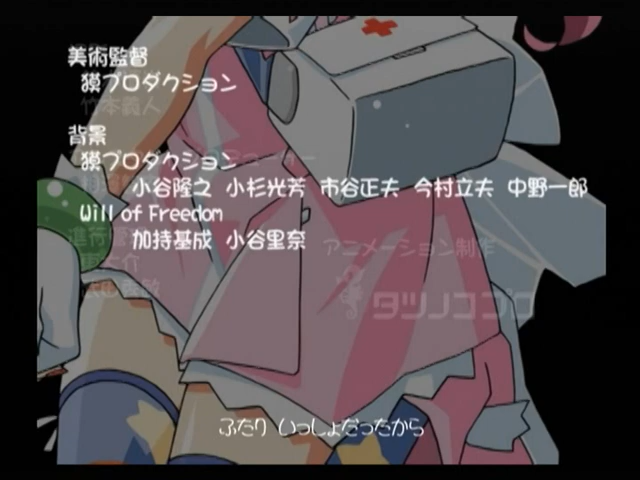 美術監督
獏プロダクション
竹本義人
背景
獏プロダクション
小谷隆之 小杉光芳 市谷正夫 今村立夫 中野一郎
Will of Freedom
加持基成 小谷里奈
アニメーション制作
タツノコプロ
ふたり いっしょだったから